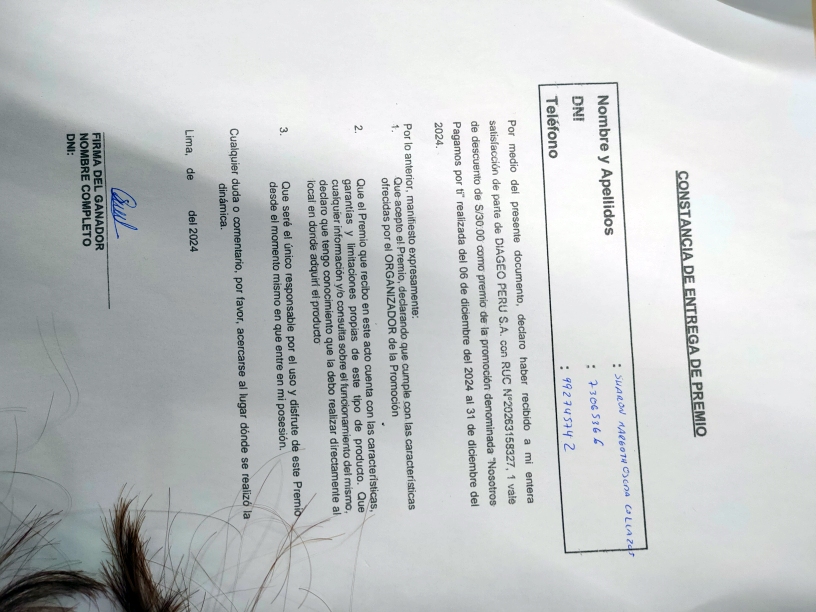 CONSTANCIA DE ENTREGA DE PREMIO
Nombre y Apellidos : SHARON MARGOTH OSCDA COLLAZOS
DNI : 73065366
Teléfono : 992745742
Por medio del presente documento, declaro haber recibido a mi entera
satisfacción de parte de DIAGEO PERU S.A. con RUC N°20263158327, 1 vale
de descuento de S/30.00 como premio de la promoción denominada "Nosotros
Pagamos por ti" realizada del 06 de diciembre del 2024 al 31 de diciembre del
2024.
Por lo anterior, manifiesto expresamente:
1. Que acepto el Premio, declarando que cumple con las características
ofrecidas por el ORGANIZADOR de la Promoción
2. Que el Premio que recibo en este acto cuenta con las características,
garantías y limitaciones propias de este tipo de producto. Que
cualquier información y/o consulta sobre el funcionamiento del mismo,
declaro que tengo conocimiento que la debo realizar directamente al
local en donde adquirí el producto
3. Que seré el único responsable por el uso y disfrute de este Premio
desde el momento mismo en que entre en mi posesión.
Cualquier duda o comentario, por favor, acercarse al lugar dónde se realizó la
dinámica.
Lima, de del 2024
FIRMA DEL GANADOR
NOMBRE COMPLETO
DNI: